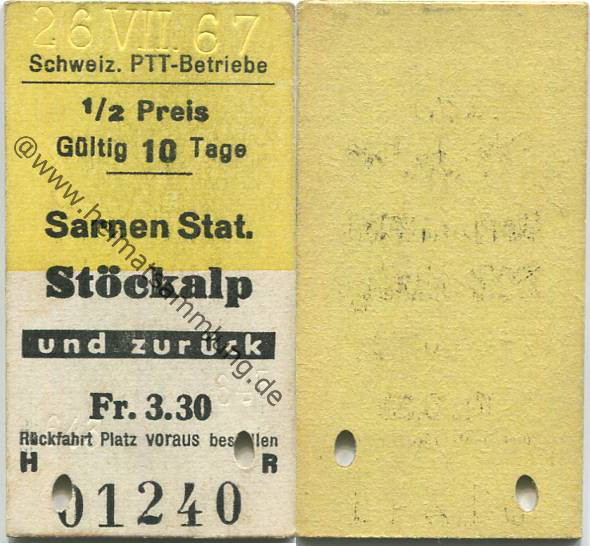 26 VII. 67
Schweiz. PTT-Betriebe
1/2 Preis
Gültig 10 Tage
Sarnen Stat.
Stöckalp
und zurück
Fr. 3.30
Rückfahrt Platz voraus bestellen
H R
01240
@www.heimatsammlung.de